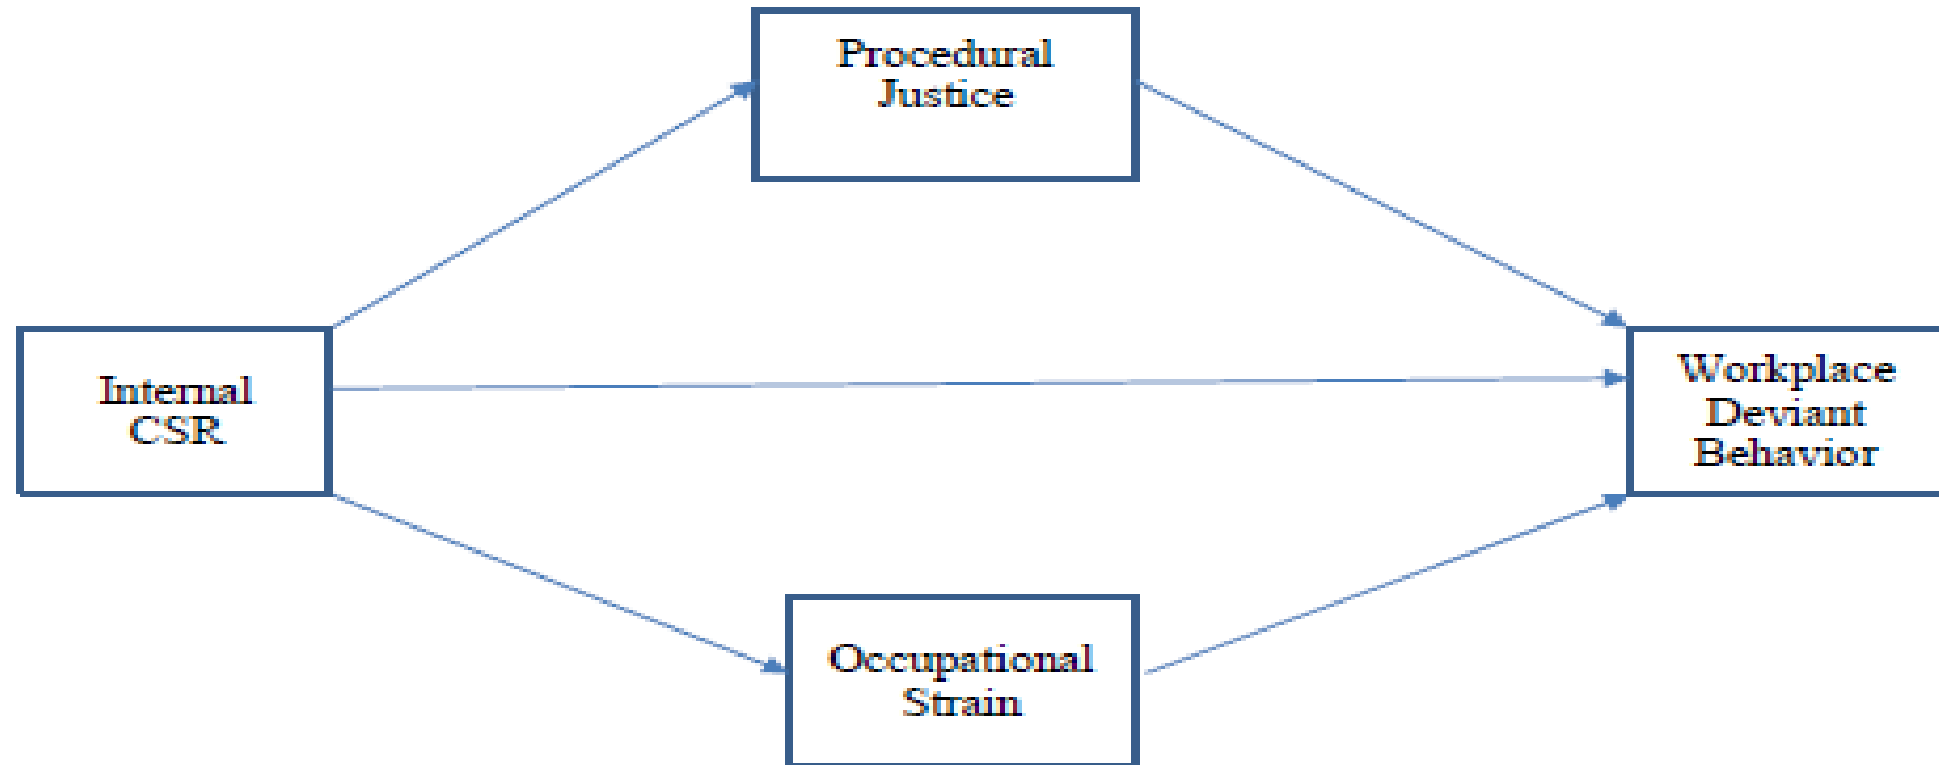 Procedural
Justice
Internal
CSR
Workplace
Deviant
Behavior
Occupational
Strain